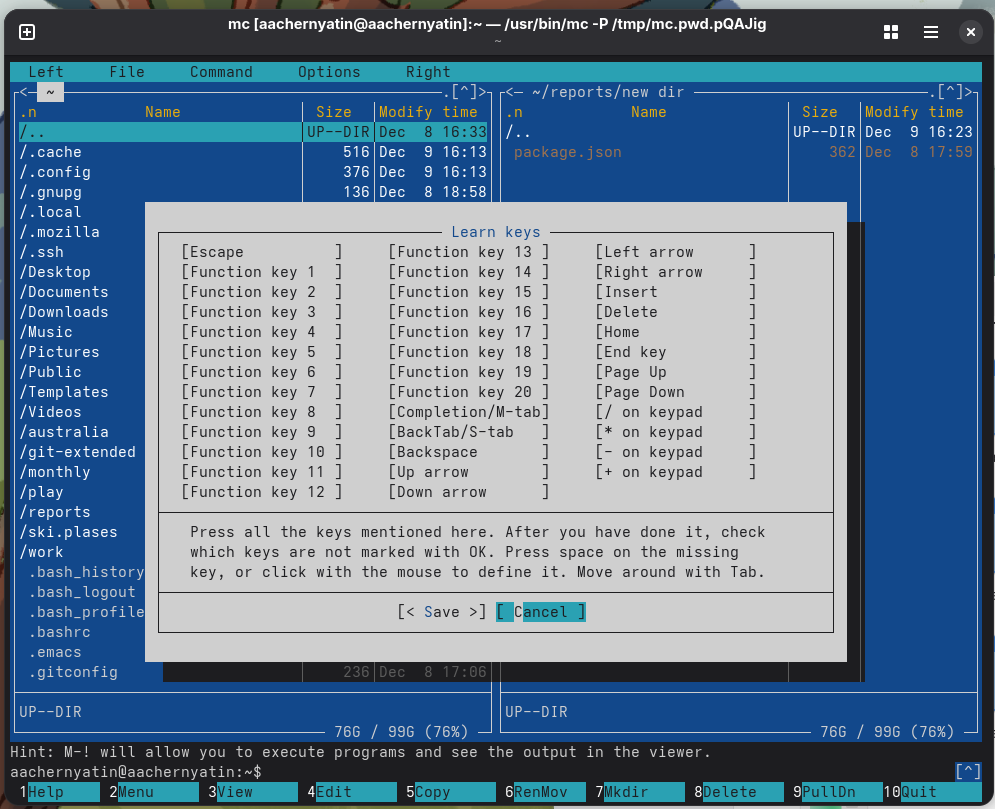 mc [aachernyatin@aachernyatin]:~ — /usr/bin/mc -P /tmp/mc.pwd.pQAJig
~
Left File Command Options Right
<─ ~ .[^]> <─ ~/reports/new dir .[^]>
.n Name Size Modify time .n Name Size Modify time
/.. UP--DIR Dec 8 16:33 /.. UP--DIR Dec 9 16:23
/.cache 516 Dec 9 16:13 package.json 362 Dec 8 17:59
/.config 376 Dec 9 16:13
/.gnupg 136 Dec 8 18:58
/.local
/.mozilla
/.ssh
/Desktop
/Documents
/Downloads
/Music
/Pictures
/Public
/Templates
/Videos
/australia
/git-extended
/monthly
/play
/reports
/ski.plases
/work
.bash_history
.bash_logout
.bash_profile
.bashrc
.emacs
.gitconfig 236 Dec 8 17:06
Learn keys
[Escape ] [Function key 13 ] [Left arrow ]
[Function key 1 ] [Function key 14 ] [Right arrow ]
[Function key 2 ] [Function key 15 ] [Insert ]
[Function key 3 ] [Function key 16 ] [Delete ]
[Function key 4 ] [Function key 17 ] [Home ]
[Function key 5 ] [Function key 18 ] [End key ]
[Function key 6 ] [Function key 19 ] [Page Up ]
[Function key 7 ] [Function key 20 ] [Page Down ]
[Function key 8 ] [Completion/M-tab] [/ on keypad ]
[Function key 9 ] [BackTab/S-tab ] [* on keypad ]
[Function key 10 ] [Backspace ] [- on keypad ]
[Function key 11 ] [Up arrow ] [+ on keypad ]
[Function key 12 ] [Down arrow ]
Press all the keys mentioned here. After you have done it, check
which keys are not marked with OK. Press space on the missing
key, or click with the mouse to define it. Move around with Tab.
[< Save >] [ Cancel ]
UP--DIR UP--DIR
76G / 99G (76%) 76G / 99G (76%)
Hint: M-! will allow you to execute programs and see the output in the viewer.
aachernyatin@aachernyatin:~$ [^]
1Help 2Menu 3View 4Edit 5Copy 6RenMov 7Mkdir 8Delete 9PullDn 10Quit